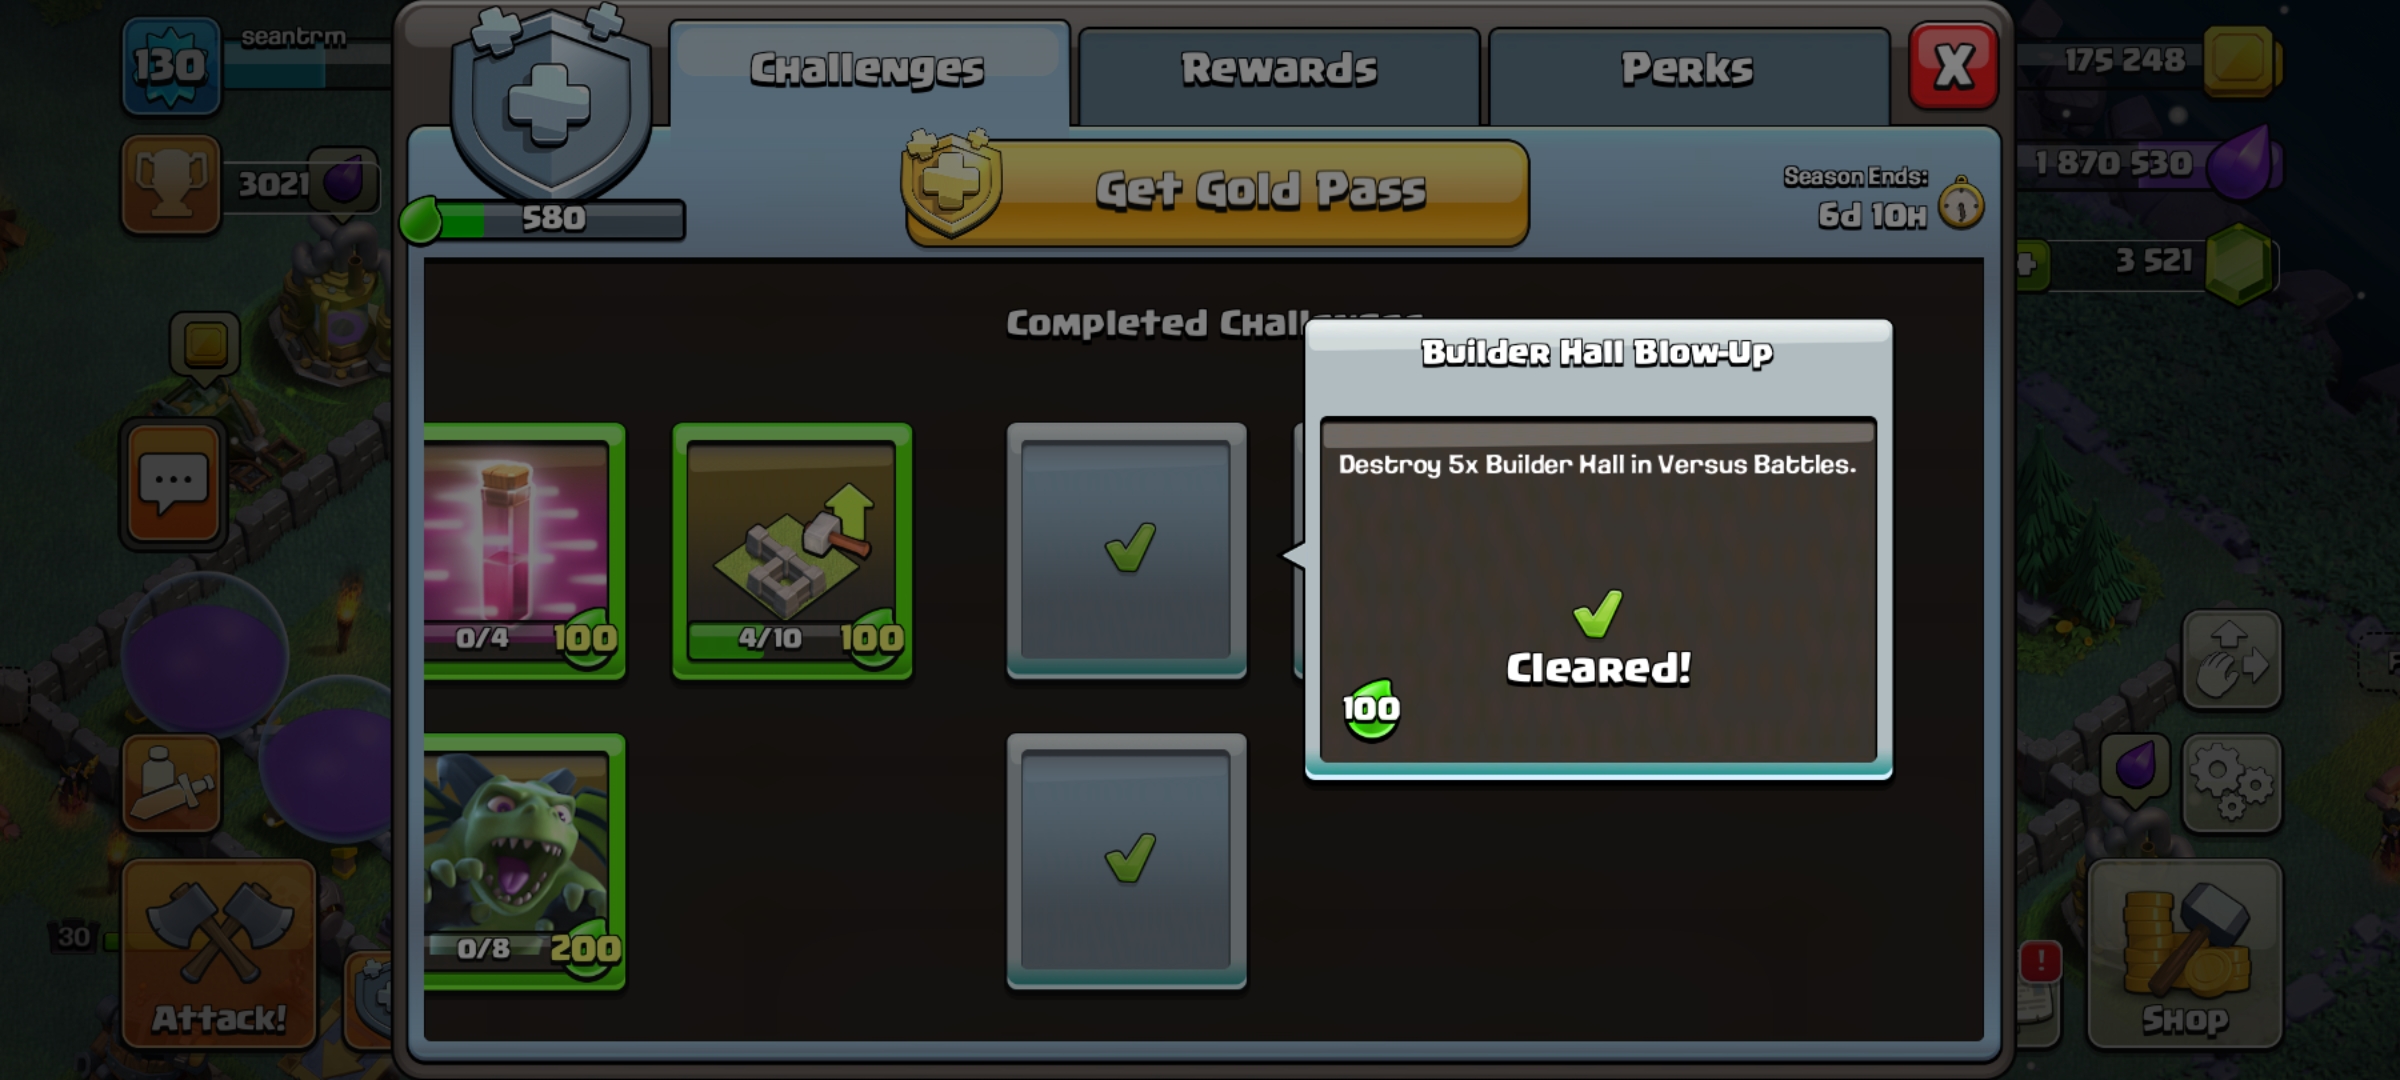 130
seantrm
3021
Challenges
Rewards
Perks
X
580
Get Gold Pass
Season Ends:
6d 10H
175 248
1 870 530
3 521
Builder Hall Blow-Up
Destroy 5x Builder Hall in Versus Battles.
Cleared!
100
0/4
100
4/10
100
0/8
200
30
Attack!
!
Shop